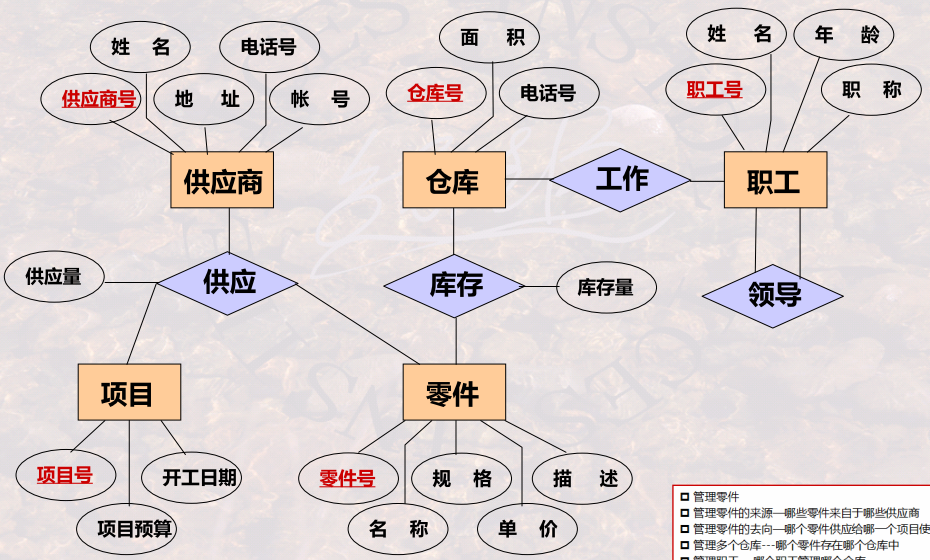 姓 名
电话号
供应商号
地 址
帐 号
供应商
面 积
仓库号
电话号
仓库
工作
姓 名
年 龄
职工号
职 称
职工
供应量
供应
库存
库存量
领导
项目
零件
项目号
开工日期
项目预算
零件号
规 格
描 述
名 称
单 价
管理零件
管理零件的来源—哪些零件来自于哪些供应商
管理零件的去向—哪个零件供应给哪一个项目使
管理多个仓库---哪个零件存在哪个仓库中